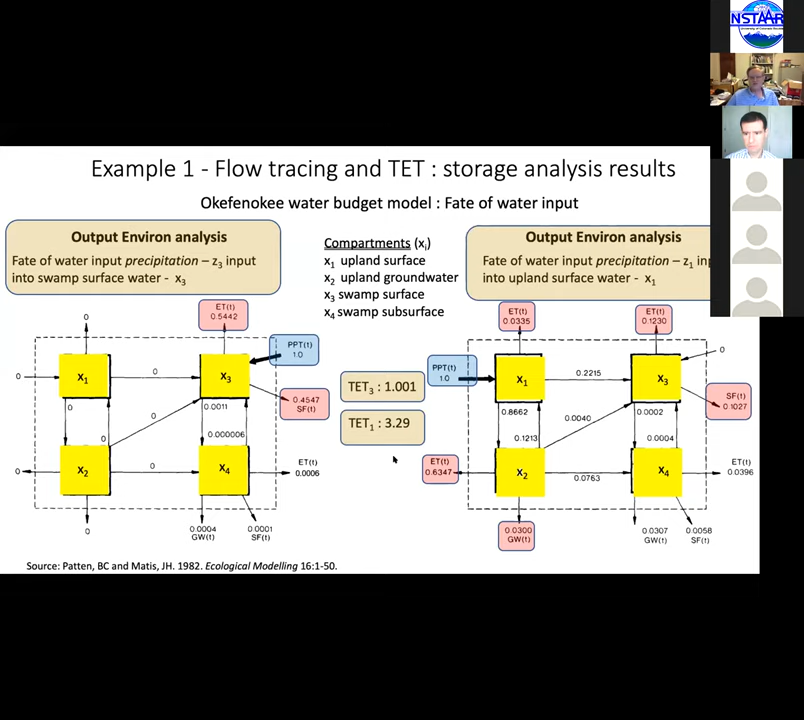 NSTAAR
Example 1 - Flow tracing and TET : storage analysis results
Okefenokee water budget model : Fate of water input
Output Environ analysis
Fate of water input precipitation – z3 input
into swamp surface water - x3
Compartments (xi)
x1 upland surface
x2 upland groundwater
x3 swamp surface
x4 swamp subsurface
Output Environ analysis
Fate of water input precipitation – z1
into upland surface water - x1
0
ET(t)
0.5442
PPT(t)
1.0
0
x1
0
x3
0.4547
SF(t)
0
0
0
0.0011
0.000006
0
x2
0
x4
ET(t)
0.0006
0
0.0004
GW(t)
0.0001
SF(t)
TET3 : 1.001
TET1 : 3.29
ET(t)
0.0335
ET(t)
0.1230
PPT(t)
1.0
x1
0.2215
x3
0
SF(t)
0.1027
0.8662
0.1213
0.0040
0.0002
0.0004
ET(t)
0.6347
x2
0.0763
x4
ET(t)
0.0396
0.0300
GW(t)
0.0307
GW(t)
0.0058
SF(t)
Source: Patten, BC and Matis, JH. 1982. Ecological Modelling 16:1-50.